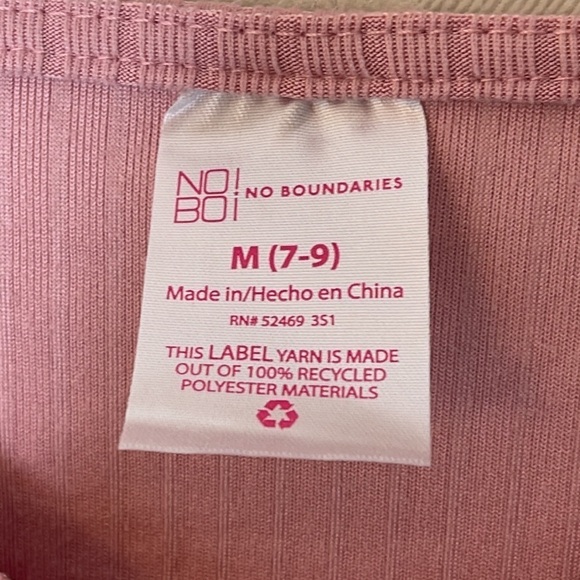 NO!
BO!
NO BOUNDARIES
M (7-9)
Made in/Hecho en China
RN# 52469 3S1
THIS LABEL YARN IS MADE
OUT OF 100% RECYCLED
POLYESTER MATERIALS